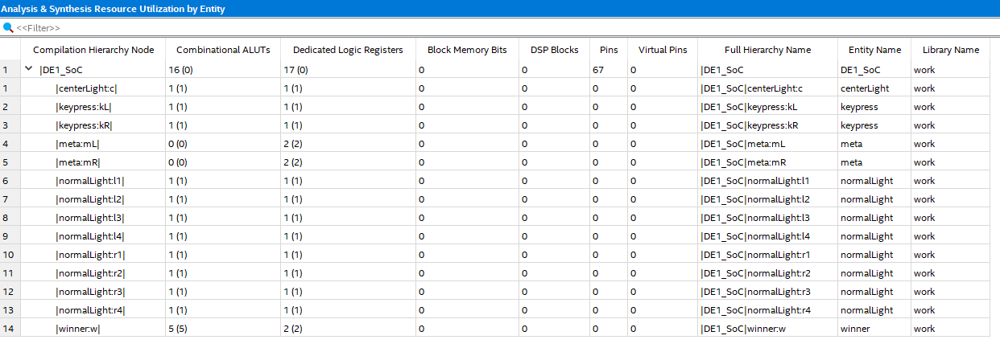 Analysis & Synthesis Resource Utilization by Entity
<<Filter>>
Compilation Hierarchy Node Combinational ALUTs Dedicated Logic Registers Block Memory Bits DSP Blocks Pins Virtual Pins Full Hierarchy Name Entity Name Library Name
1 |DE1_SoC 16 (0) 17 (0) 0 0 67 0 |DE1_SoC DE1_SoC work
1 |centerLight:c| 1 (1) 1 (1) 0 0 0 0 |DE1_SoC|centerLight:c centerLight work
2 |keypress:kL| 1 (1) 1 (1) 0 0 0 0 |DE1_SoC|keypress:kL keypress work
3 |keypress:kR| 1 (1) 1 (1) 0 0 0 0 |DE1_SoC|keypress:kR keypress work
4 |meta:mL| 0 (0) 2 (2) 0 0 0 0 |DE1_SoC|meta:mL meta work
5 |meta:mR| 0 (0) 2 (2) 0 0 0 0 |DE1_SoC|meta:mR meta work
6 |normalLight:l1| 1 (1) 1 (1) 0 0 0 0 |DE1_SoC|normalLight:l1 normalLight work
7 |normalLight:l2| 1 (1) 1 (1) 0 0 0 0 |DE1_SoC|normalLight:l2 normalLight work
8 |normalLight:l3| 1 (1) 1 (1) 0 0 0 0 |DE1_SoC|normalLight:l3 normalLight work
9 |normalLight:l4| 1 (1) 1 (1) 0 0 0 0 |DE1_SoC|normalLight:l4 normalLight work
10 |normalLight:r1| 1 (1) 1 (1) 0 0 0 0 |DE1_SoC|normalLight:r1 normalLight work
11 |normalLight:r2| 1 (1) 1 (1) 0 0 0 0 |DE1_SoC|normalLight:r2 normalLight work
12 |normalLight:r3| 1 (1) 1 (1) 0 0 0 0 |DE1_SoC|normalLight:r3 normalLight work
13 |normalLight:r4| 1 (1) 1 (1) 0 0 0 0 |DE1_SoC|normalLight:r4 normalLight work
14 |winner:w| 5 (5) 2 (2) 0 0 0 0 |DE1_SoC|winner:w winner work